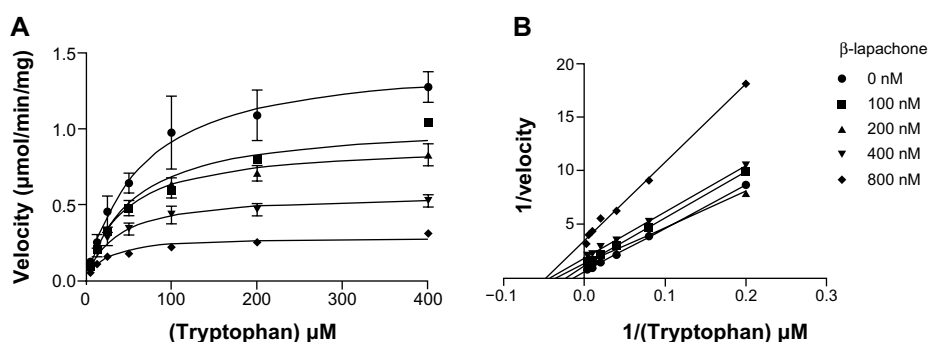 A
Velocity (µmol/min/mg)
1.5
1.0
0.5
0.0
0
100
200
300
400
(Tryptophan) µM
B
1/velocity
20
15
10
5
−0.1
0.0
0.1
0.2
0.3
1/(Tryptophan) µM
β-lapachone
0 nM
100 nM
200 nM
400 nM
800 nM